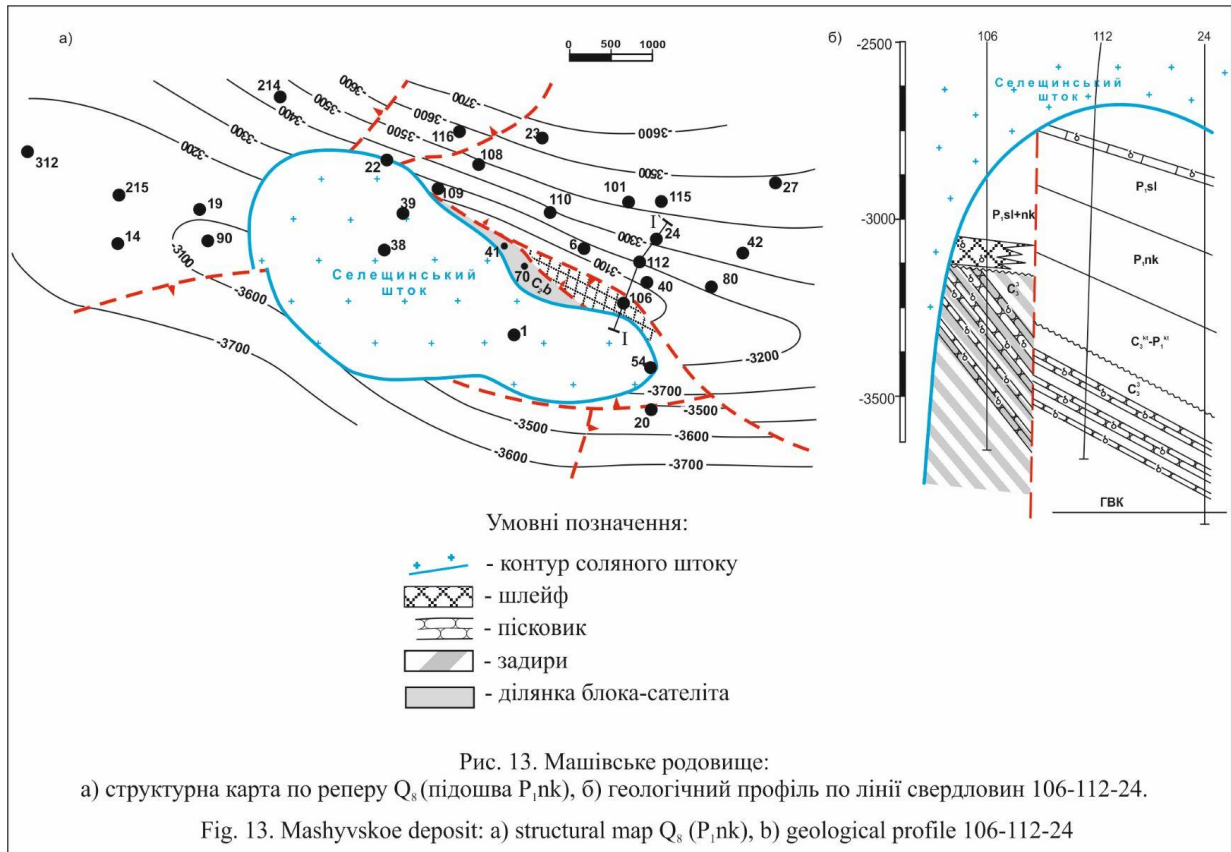 а)
0 500 1000
214
-3600
-3700
-3500
-3600
-3400
-3500
-3300
-3200
116
23
-3600
312
22
108
-3500
215
109
101
115
27
110
19
39
-3300
24
14
90
38
41
6
42
-3100
-3100
112
I
70
C₃b
40
80
-3600
Селещинський
шток
106
1
I
-3700
54
-3200
-3700
-3500
20
-3500
-3600
-3600
-3700
б)
106
112
24
-2500
Селещинський
шток
б
б
б
P₁sl
-3000
P₁sl+nk
P₁nk
C₃³
C₃ᵏᵗ-P₁ᵏᵗ
C₃³
-3500
ГВК
Умовні позначення:
- контур соляного штоку
- шлейф
- пісковик
- задири
- ділянка блока-сателіта
Рис. 13. Машівське родовище:
а) структурна карта по реперу Q₈ (підошва P₁nk), б) геологічний профіль по лінії свердловин 106-112-24.
Fig. 13. Mashyvskoe deposit: a) structural map Q₈ (P₁nk), b) geological profile 106-112-24